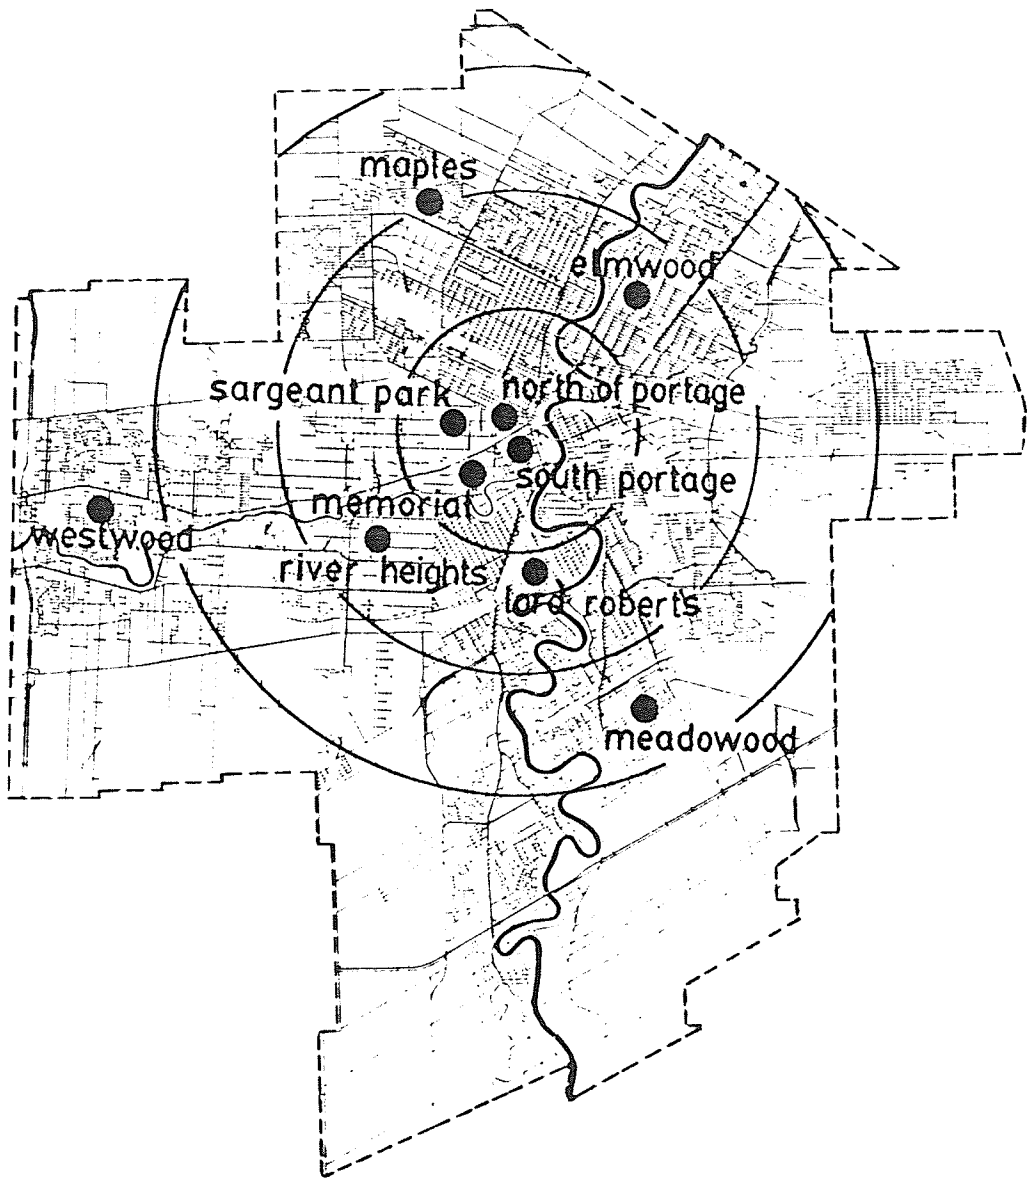 maples
elmwood
sargeant park
north of portage
south portage
memorial
westwood
river heights
lord roberts
meadowood